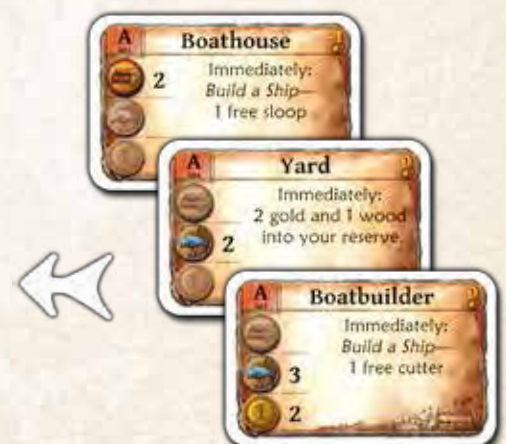 A
Boathouse
2
Immediately:
Build a Ship—
1 free sloop
A
Yard
Immediately:
2 gold and 1 wood
into your reserve.
2
A
Boatbuilder
Immediately:
Build a Ship—
1 free cutter
3
2